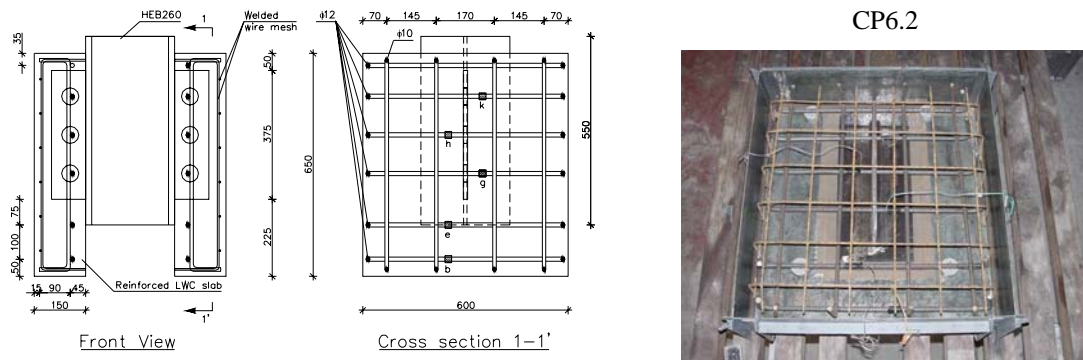 CP6.2
HEB260
1
Welded
wire mesh
35
75
100
50
15 90 45
150
Reinforced LWC slab
1'
Front View
ϕ12
70 145 170 145 70
ϕ10
50
375
225
650
550
k
h
g
e
b
600
Cross section 1-1'